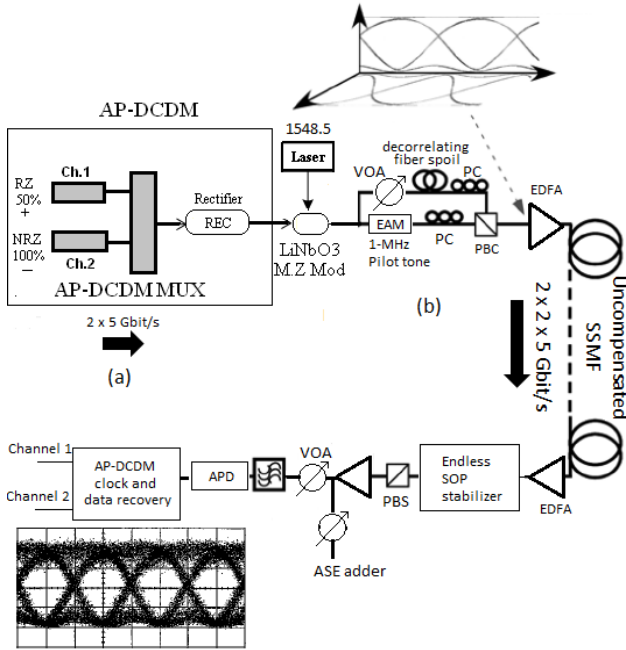 AP-DCDM
1548.5
Laser
decorrelating
fiber spoil
VOA
PC
EDFA
RZ
50%
+
Ch.1
Rectifier
REC
NRZ
100%
—
Ch.2
EAM
1-MHz
Pilot tone
PC
PBC
LiNbO3
M.Z Mod
AP-DCDM MUX
2 x 5 Gbit/s
(a)
(b)
2 x 2 x 5 Gbit/s
Uncompensated
SSMF
Channel 1
Channel 2
AP-DCDM
clock and
data recovery
APD
VOA
PBS
Endless
SOP
stabilizer
EDFA
ASE adder